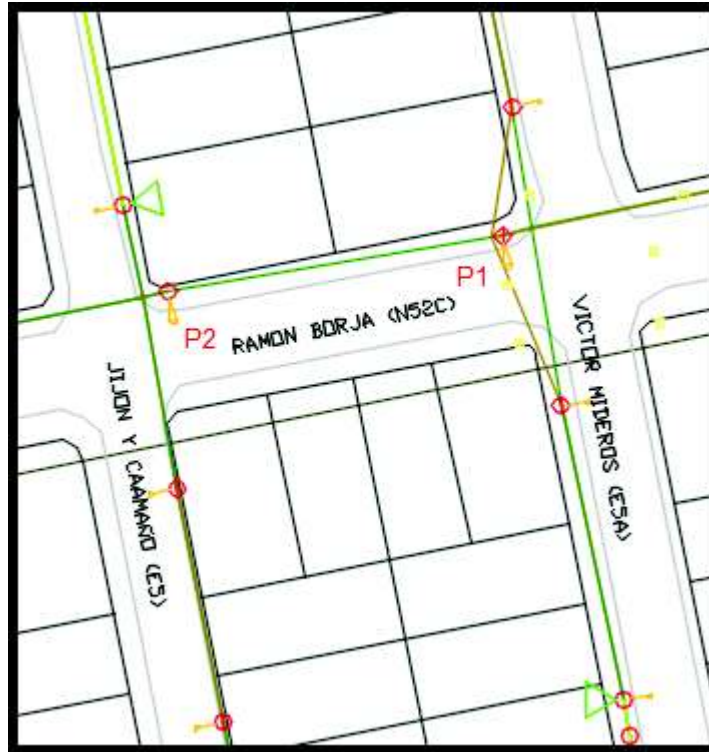 P1
P2
RAMON BORJA (N52C)
VICTOR MIDEROS (E5A)
JIJON Y CAAMAÑO (E5)